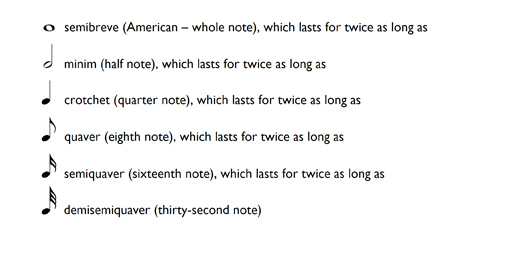 semibreve (American – whole note), which lasts for twice as long as
minim (half note), which lasts for twice as long as
crotchet (quarter note), which lasts for twice as long as
quaver (eighth note), which lasts for twice as long as
semiquaver (sixteenth note), which lasts for twice as long as
demisemiquaver (thirty-second note)